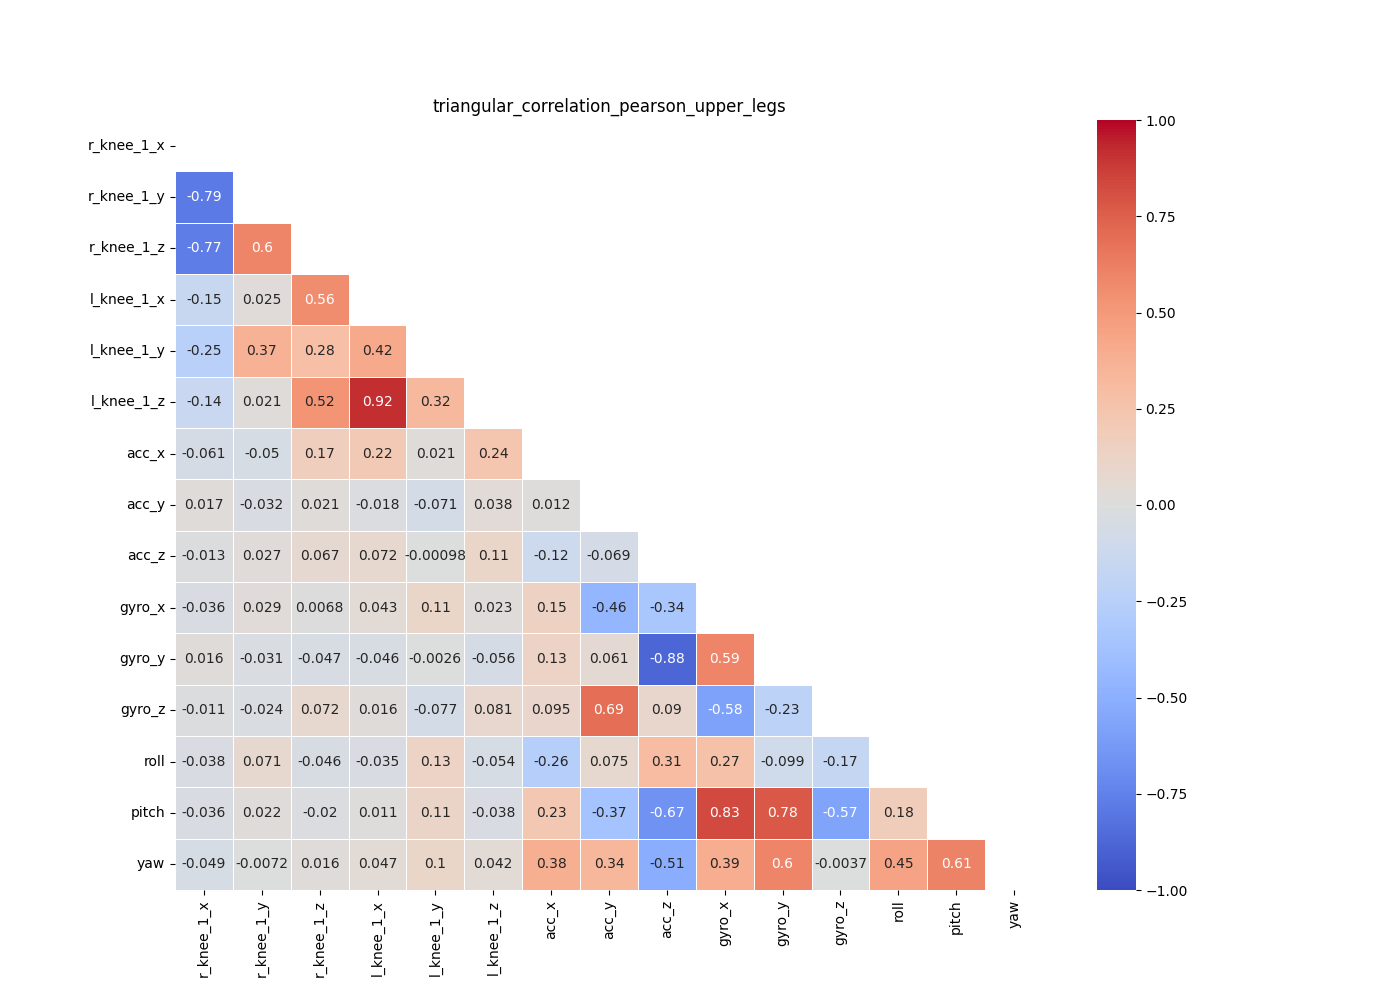 triangular_correlation_pearson_upper_legs
1.00
r_knee_1_x
r_knee_1_y -0.79
0.75
r_knee_1_z -0.77 0.6
l_knee_1_x -0.15 0.025 0.56
0.50
l_knee_1_y -0.25 0.37 0.28 0.42
l_knee_1_z -0.14 0.021 0.52 0.92 0.32
0.25
acc_x -0.061 -0.05 0.17 0.22 0.021 0.24
acc_y 0.017 -0.032 0.021 -0.018 -0.071 0.038 0.012
0.00
acc_z -0.013 0.027 0.067 0.072 -0.00098 0.11 -0.12 -0.069
−0.25
gyro_x -0.036 0.029 0.0068 0.043 0.11 0.023 0.15 -0.46 -0.34
gyro_y 0.016 -0.031 -0.047 -0.046 -0.0026 -0.056 0.13 0.061 -0.88 0.59
−0.50
gyro_z -0.011 -0.024 0.072 0.016 -0.077 0.081 0.095 0.69 0.09 -0.58 -0.23
roll -0.038 0.071 -0.046 -0.035 0.13 -0.054 -0.26 0.075 0.31 0.27 -0.099 -0.17
−0.75
pitch -0.036 0.022 -0.02 0.011 0.11 -0.038 0.23 -0.37 -0.67 0.83 0.78 -0.57 0.18
yaw -0.049 -0.0072 0.016 0.047 0.1 0.042 0.38 0.34 -0.51 0.39 0.6 -0.0037 0.45 0.61
−1.00
r_knee_1_x r_knee_1_y r_knee_1_z l_knee_1_x l_knee_1_y l_knee_1_z acc_x acc_y acc_z gyro_x gyro_y gyro_z roll pitch yaw